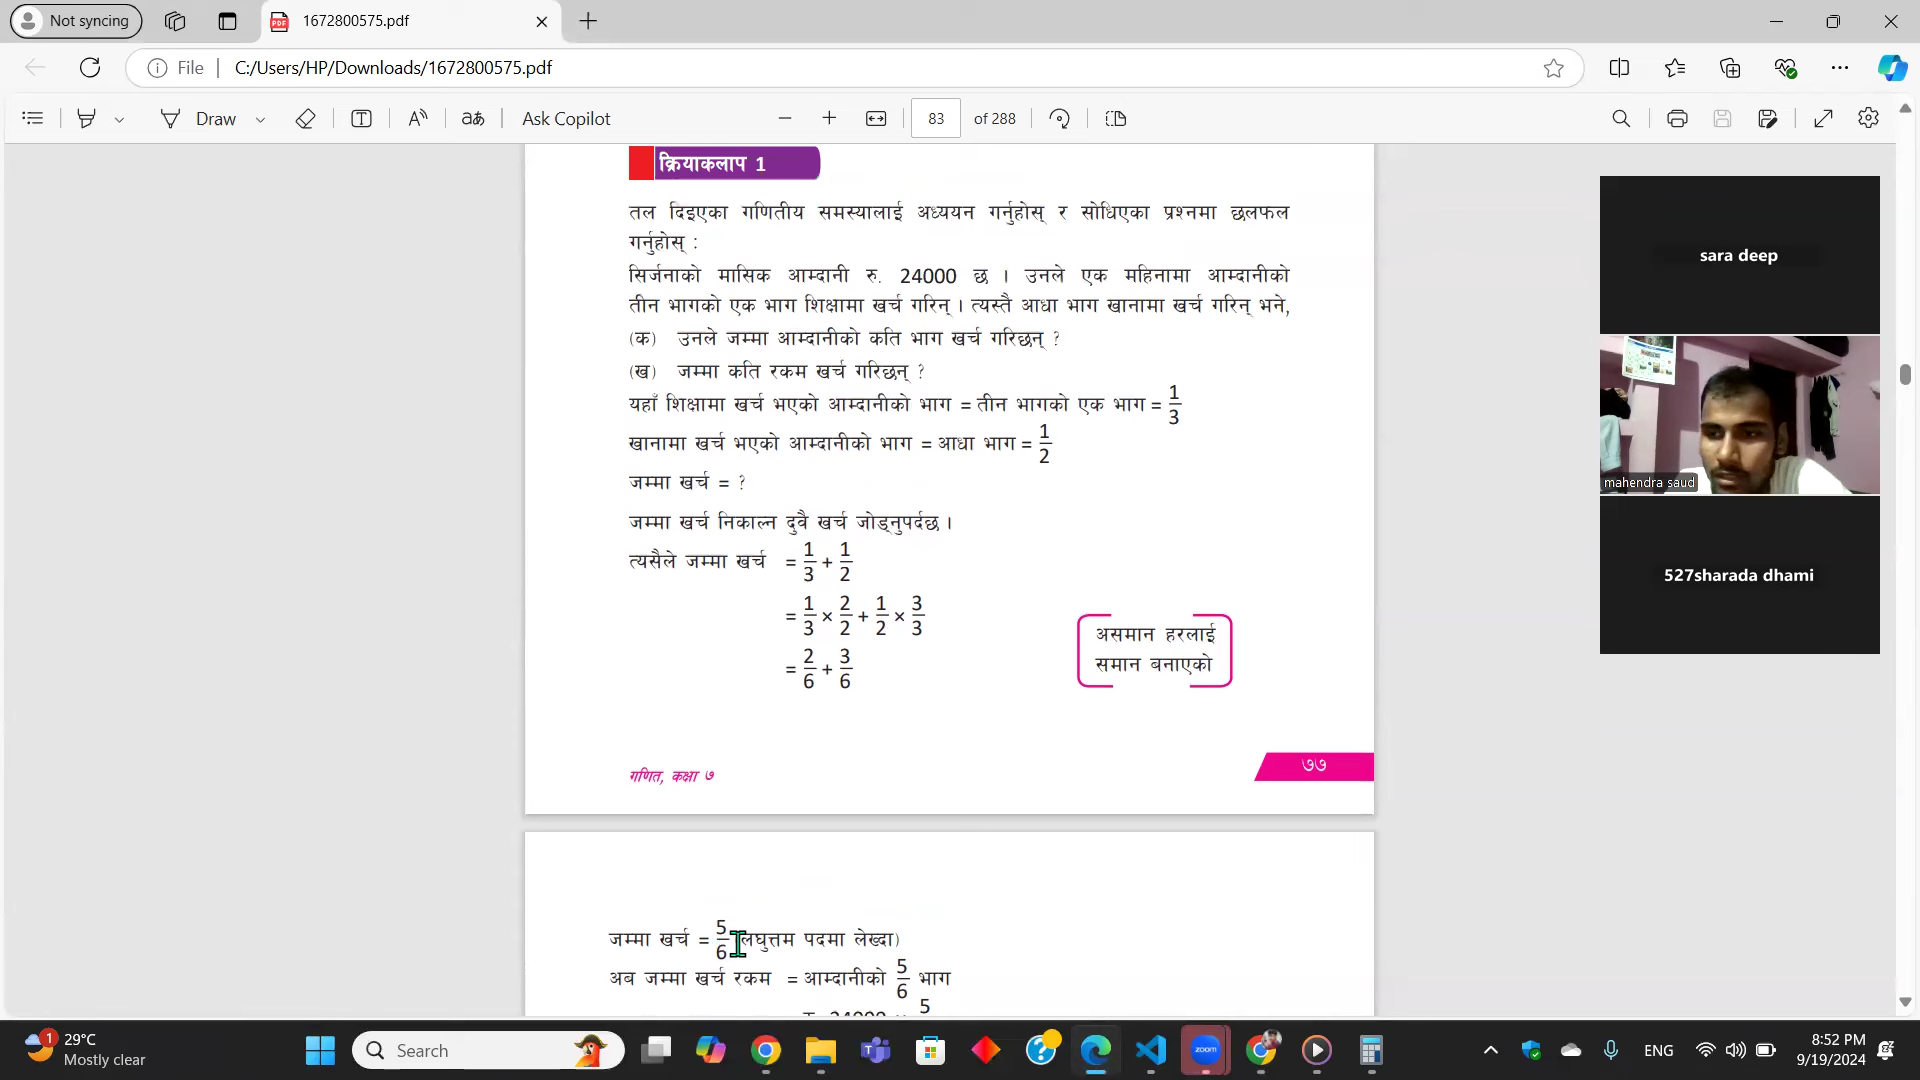 Not syncing
1672800575.pdf
File
C:/Users/HP/Downloads/1672800575.pdf
Draw
aあ
Ask Copilot
83 of 288
क्रियाकलाप 1
तल दिइएका गणितीय समस्यालाई अध्ययन गर्नुहोस् र सोधिएका प्रश्नमा छलफल
गर्नुहोस् :
सिर्जनाको मासिक आम्दानी रु. 24000 छ । उनले एक महिनामा आम्दानीको
तीन भागको एक भाग शिक्षामा खर्च गरिन् । त्यस्तै आधा भाग खानामा खर्च गरिन् भने,
(क) उनले जम्मा आम्दानीको कति भाग खर्च गरिछन् ?
(ख) जम्मा कति रकम खर्च गरिछन् ?
यहाँ शिक्षामा खर्च भएको आम्दानीको भाग = तीन भागको एक भाग = 1/3
खानामा खर्च भएको आम्दानीको भाग = आधा भाग = 1/2
जम्मा खर्च = ?
जम्मा खर्च निकाल्न दुवै खर्च जोड्नुपर्दछ ।
त्यसैले जम्मा खर्च = 1/3 + 1/2
= 1/3 × 2/2 + 1/2 × 3/3
= 2/6 + 3/6
असमान हरलाई
समान बनाएको
गणित, कक्षा ७
७७
जम्मा खर्च = 5/6 (लघुत्तम पदमा लेख्दा)
अब जम्मा खर्च रकम = आम्दानीको 5/6 भाग
sara deep
mahendra saud
527sharada dhami
1
29°C
Mostly clear
Search
zoom
ENG
8:52 PM
9/19/2024